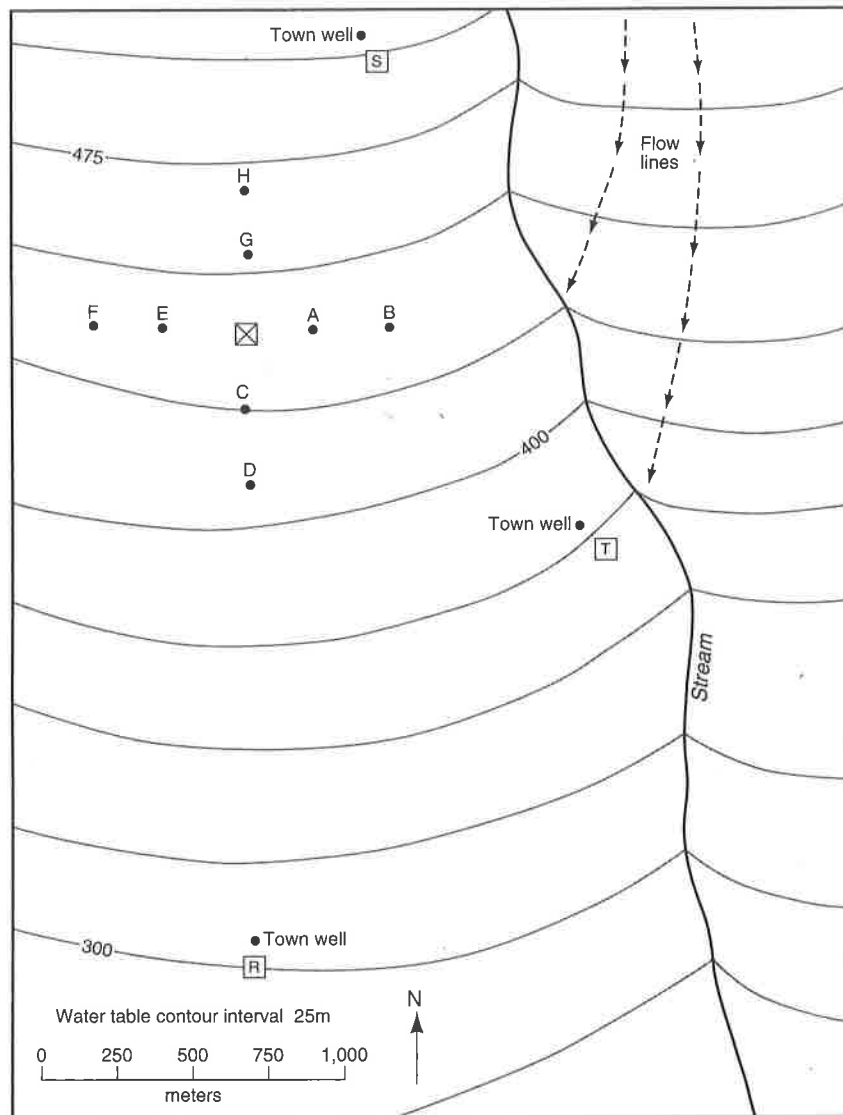 Town well
S
475
Flow
lines
H
G
F
E
A
B
C
400
D
Town well
T
Stream
Town well
300
R
N
Water table contour interval 25m
0 250 500 750 1,000
meters